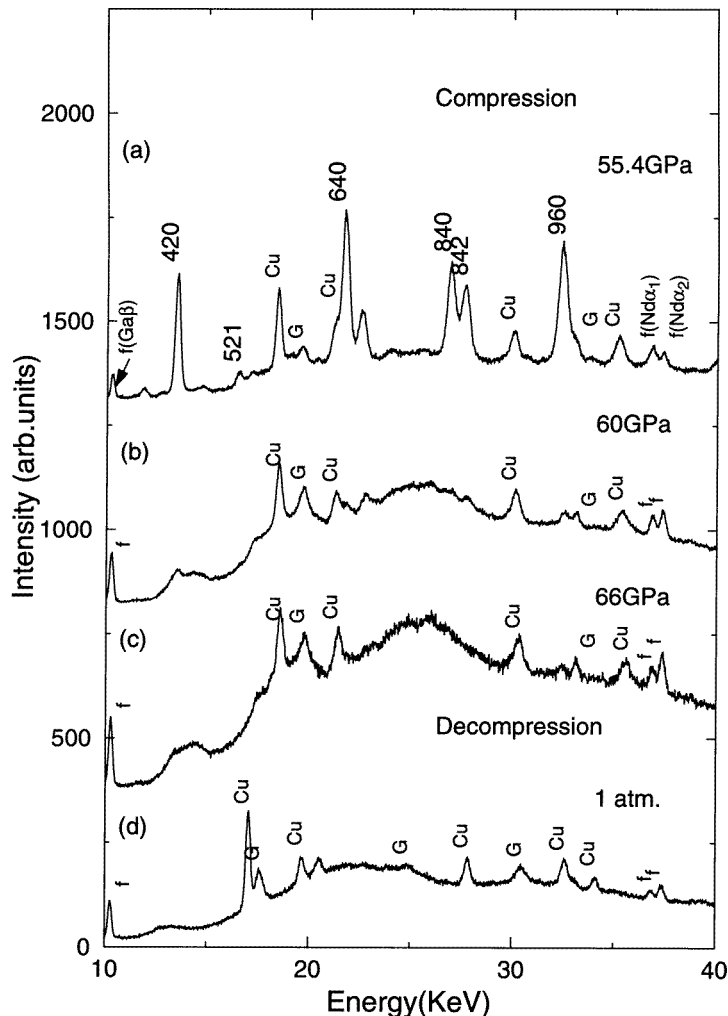 2000
Compression
(a)
55.4GPa
420
521
Cu
G
Cu
640
840
842
Cu
960
G
Cu
f(Ndα₁)
f(Ndα₂)
f(Gaβ)
1500
60GPa
(b)
f
Cu
G
Cu
Cu
G
Cu
f
f
1000
66GPa
(c)
f
Cu
G
Cu
Cu
G
Cu
f
f
500
Decompression
1 atm.
(d)
f
Cu
G
Cu
G
Cu
G
Cu
Cu
f
f
0
10
20
30
40
Energy(KeV)
Intensity (arb.units)